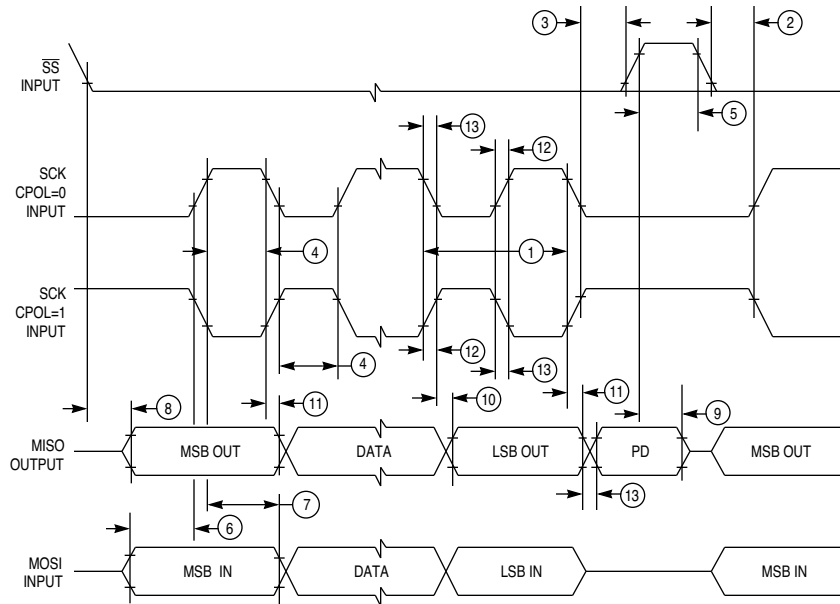 3
2
SS
INPUT
5
13
12
SCK
CPOL=0
INPUT
4
1
SCK
CPOL=1
INPUT
12
4
13
8
11
10
11
9
MISO
OUTPUT
MSB OUT
DATA
LSB OUT
PD
MSB OUT
13
7
6
MOSI
INPUT
MSB IN
DATA
LSB IN
MSB IN